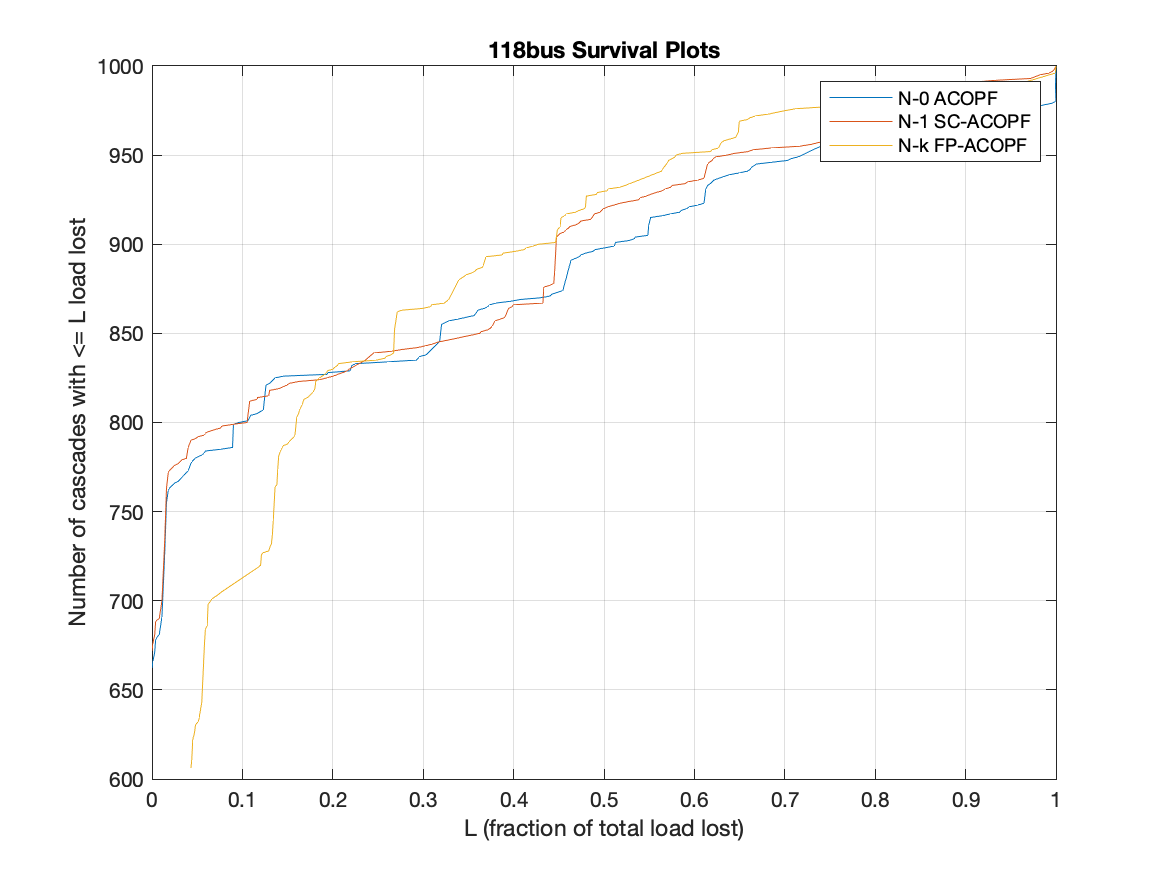 118bus Survival Plots
1000
950
900
850
800
750
700
650
600
Number of cascades with <= L load lost
N-0 ACOPF
N-1 SC-ACOPF
N-k FP-ACOPF
0 0.1 0.2 0.3 0.4 0.5 0.6 0.7 0.8 0.9 1
L (fraction of total load lost)